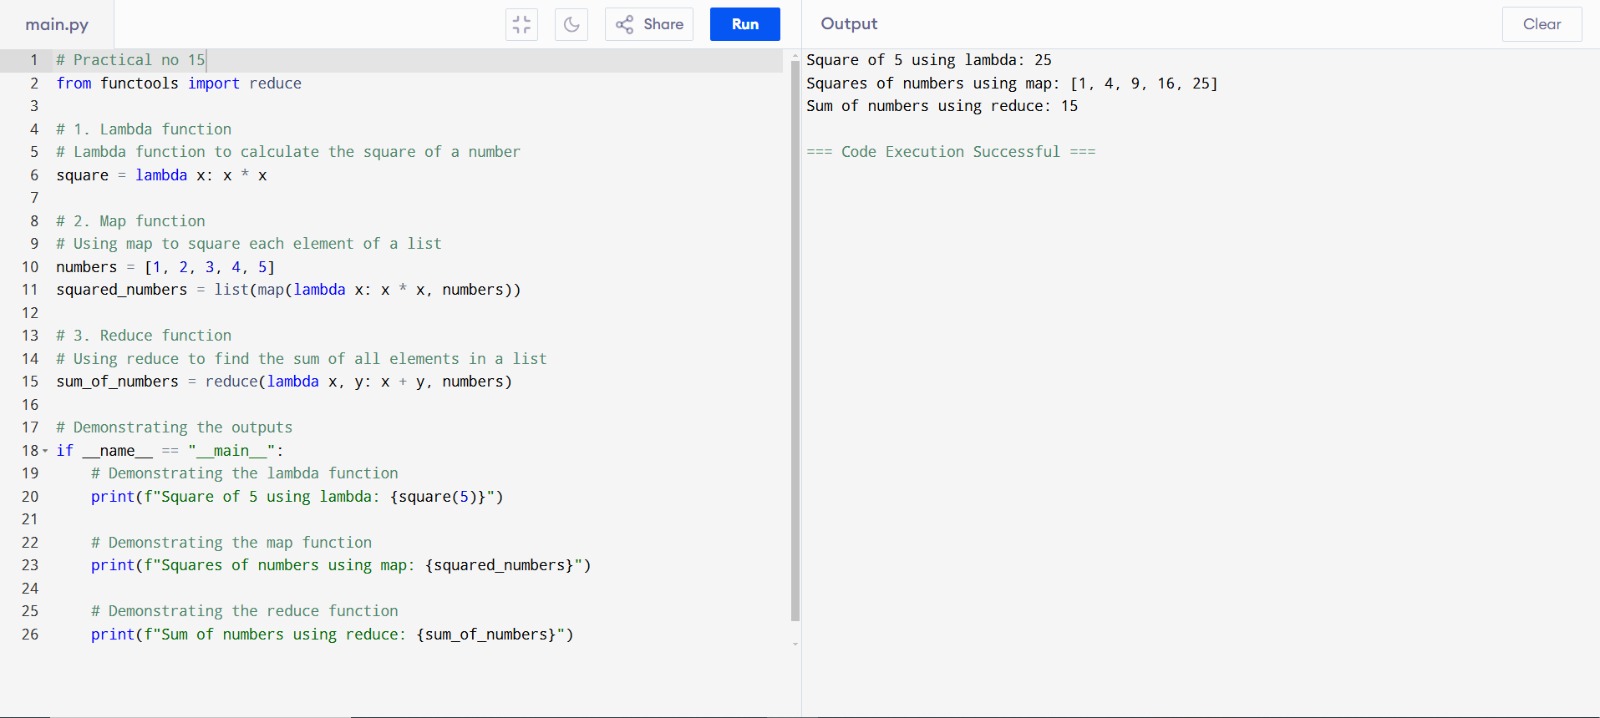 main.py
Share
Run
Output
Clear
1 # Practical no 15
2 from functools import reduce
3
4 # 1. Lambda function
5 # Lambda function to calculate the square of a number
6 square = lambda x: x * x
7
8 # 2. Map function
9 # Using map to square each element of a list
10 numbers = [1, 2, 3, 4, 5]
11 squared_numbers = list(map(lambda x: x * x, numbers))
12
13 # 3. Reduce function
14 # Using reduce to find the sum of all elements in a list
15 sum_of_numbers = reduce(lambda x, y: x + y, numbers)
16
17 # Demonstrating the outputs
18 if __name__ == "__main__":
19     # Demonstrating the lambda function
20     print(f"Square of 5 using lambda: {square(5)}")
21
22     # Demonstrating the map function
23     print(f"Squares of numbers using map: {squared_numbers}")
24
25     # Demonstrating the reduce function
26     print(f"Sum of numbers using reduce: {sum_of_numbers}")
Square of 5 using lambda: 25
Squares of numbers using map: [1, 4, 9, 16, 25]
Sum of numbers using reduce: 15
=== Code Execution Successful ===